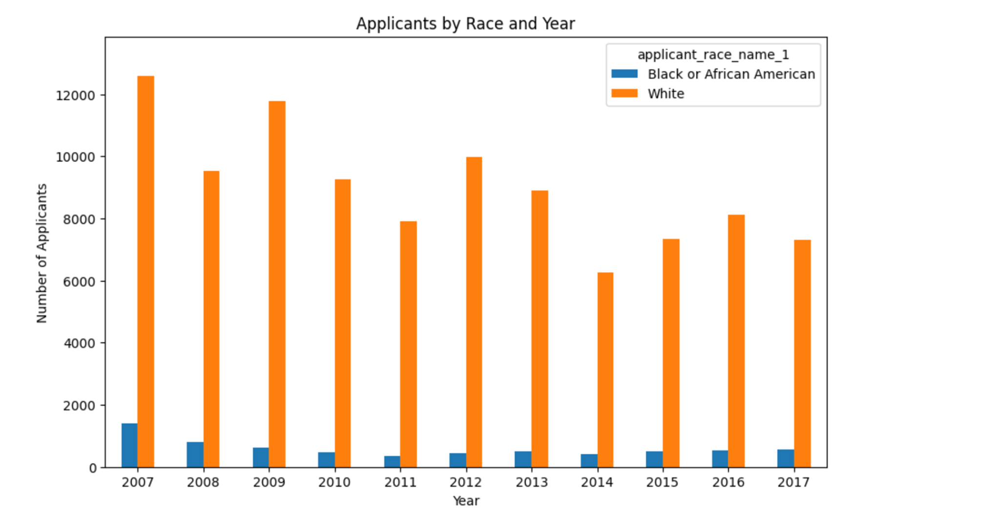 Applicants by Race and Year
applicant_race_name_1
Black or African American
White
12000
10000
8000
6000
4000
2000
0
Number of Applicants
2007 2008 2009 2010 2011 2012 2013 2014 2015 2016 2017
Year